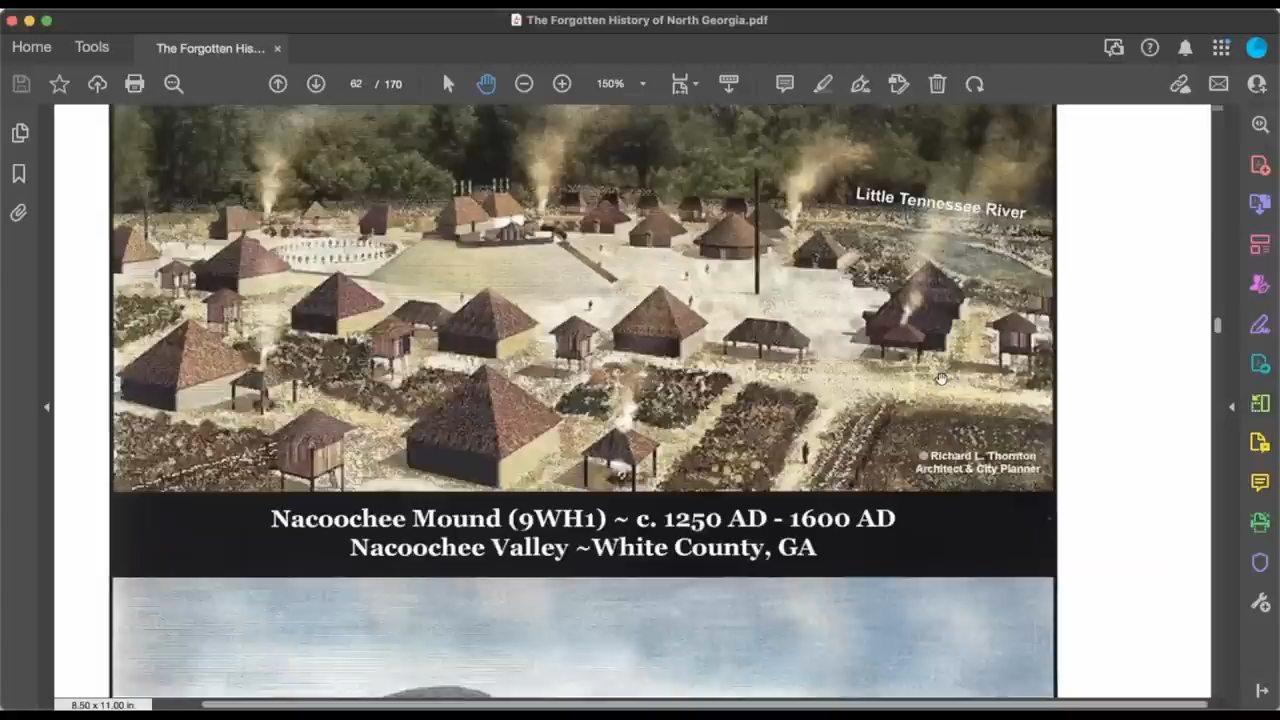 The Forgotten History of North Georgia.pdf
Home
Tools
The Forgotten His... ×
62 / 170
150%
Little Tennessee River
© Richard L. Thornton
Architect & City Planner
Nacoochee Mound (9WH1) ~ c. 1250 AD - 1600 AD
Nacoochee Valley ~White County, GA
8.50 x 11.00 in